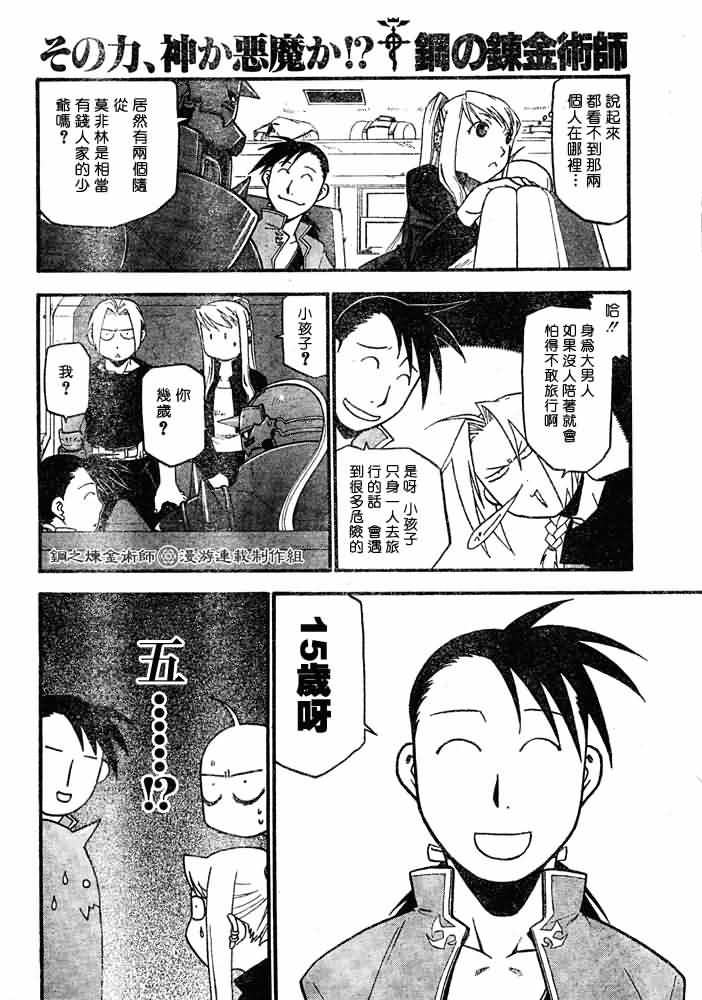 その力、神か悪魔か!?
鋼の錬金術師
說起來
都看不到那兩
個人在哪裡…
居然有兩個隨
從
莫非林是相當
有錢人家的少
爺嗎?
哈!!
身為大男人
如果沒人陪著就會
怕得不敢旅行啊
是呀 小孩子
只身一人去旅
行的話 會遇
到很多危險的
小孩子?
你
幾歲?
我?
鋼之煉金術師 漫游連載制作組
15歲呀
五……!?